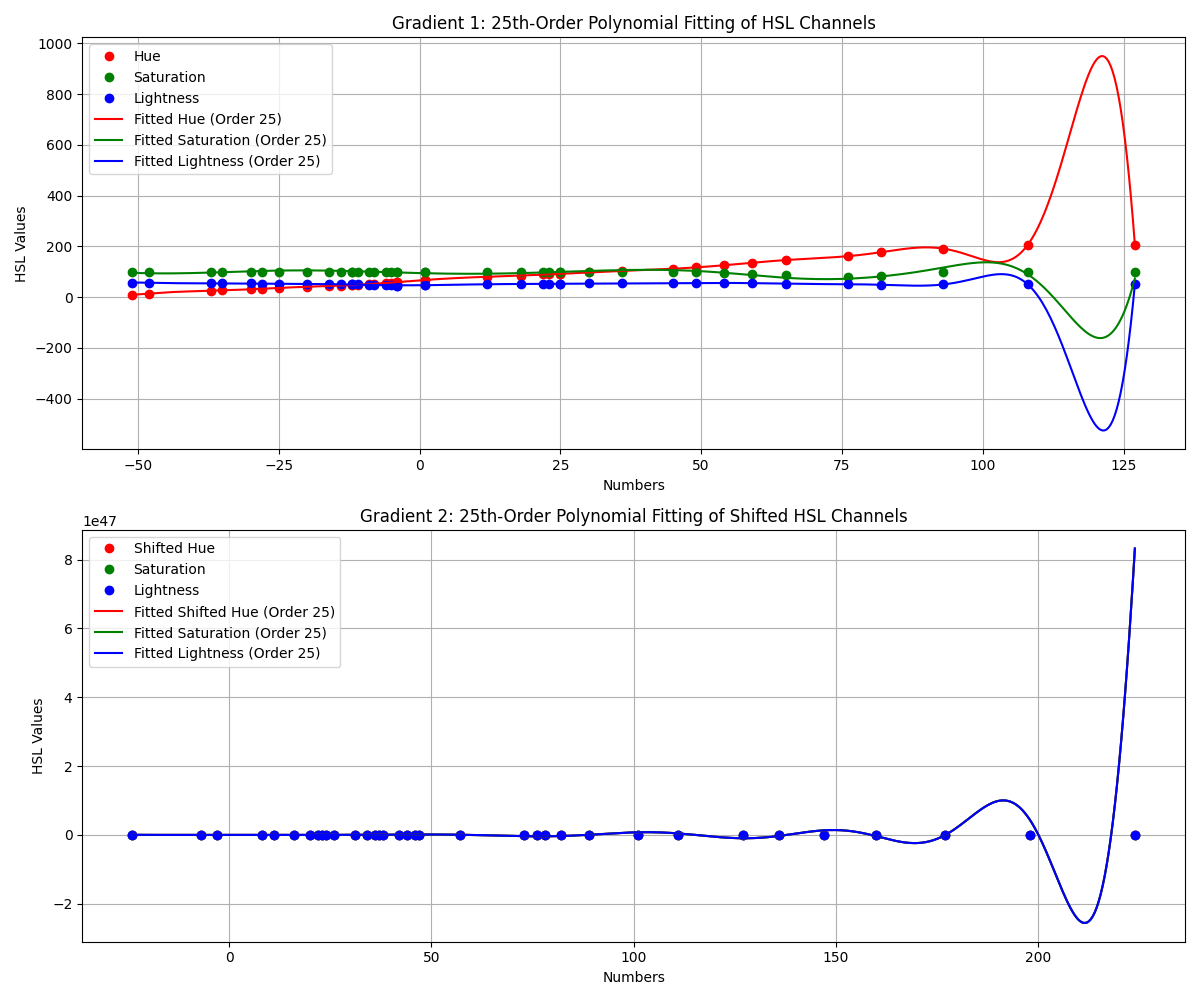 Gradient 1: 25th-Order Polynomial Fitting of HSL Channels
1000
800
600
400
200
0
−200
−400
HSL Values
Hue
Saturation
Lightness
Fitted Hue (Order 25)
Fitted Saturation (Order 25)
Fitted Lightness (Order 25)
−50 −25 0 25 50 75 100 125
Numbers
Gradient 2: 25th-Order Polynomial Fitting of Shifted HSL Channels
1e47
8
6
4
2
0
−2
HSL Values
Shifted Hue
Saturation
Lightness
Fitted Shifted Hue (Order 25)
Fitted Saturation (Order 25)
Fitted Lightness (Order 25)
0 50 100 150 200
Numbers